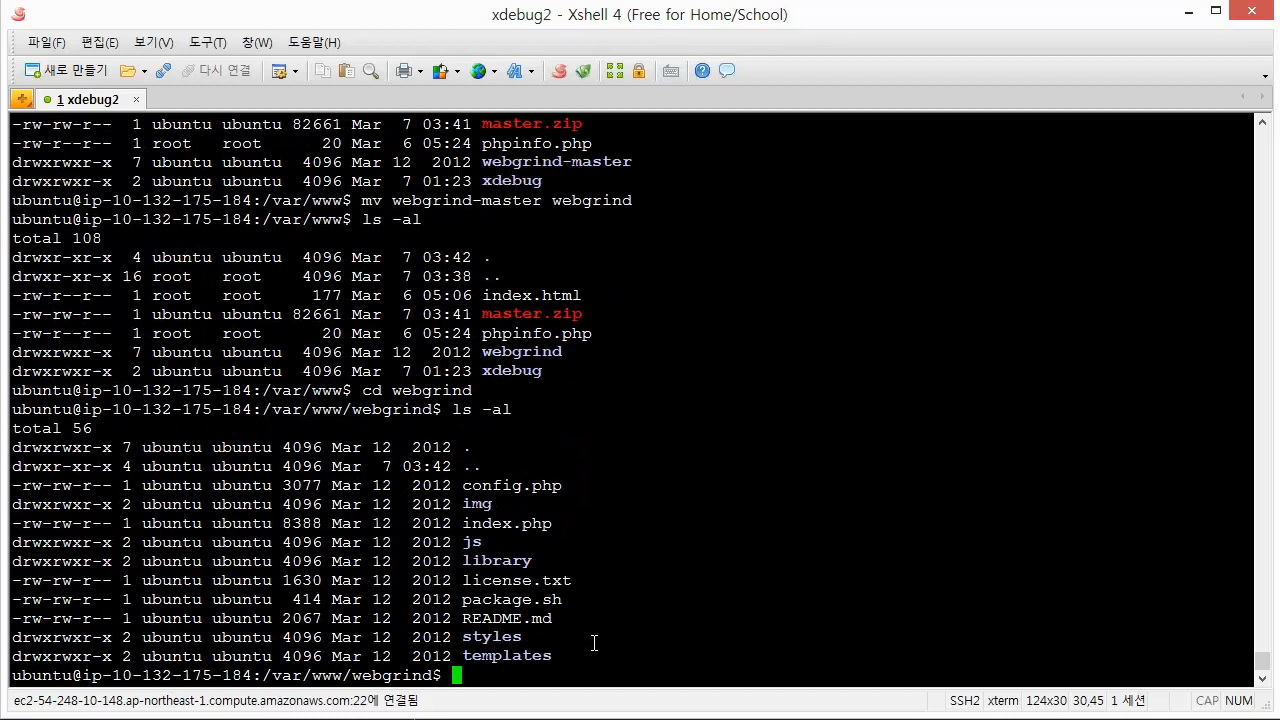 xdebug2 - Xshell 4 (Free for Home/School)
파일(F) 편집(E) 보기(V) 도구(T) 창(W) 도움말(H)
새로 만들기 다시 연결
1 xdebug2
-rw-rw-r-- 1 ubuntu ubuntu 82661 Mar 7 03:41 master.zip
-rw-r--r-- 1 root root 20 Mar 6 05:24 phpinfo.php
drwxrwxr-x 7 ubuntu ubuntu 4096 Mar 12 2012 webgrind-master
drwxrwxr-x 2 ubuntu ubuntu 4096 Mar 7 01:23 xdebug
ubuntu@ip-10-132-175-184:/var/www$ mv webgrind-master webgrind
ubuntu@ip-10-132-175-184:/var/www$ ls -al
total 108
drwxr-xr-x 4 ubuntu ubuntu 4096 Mar 7 03:42 .
drwxr-xr-x 16 root root 4096 Mar 7 03:38 ..
-rw-r--r-- 1 root root 177 Mar 6 05:06 index.html
-rw-rw-r-- 1 ubuntu ubuntu 82661 Mar 7 03:41 master.zip
-rw-r--r-- 1 root root 20 Mar 6 05:24 phpinfo.php
drwxrwxr-x 7 ubuntu ubuntu 4096 Mar 12 2012 webgrind
drwxrwxr-x 2 ubuntu ubuntu 4096 Mar 7 01:23 xdebug
ubuntu@ip-10-132-175-184:/var/www$ cd webgrind
ubuntu@ip-10-132-175-184:/var/www/webgrind$ ls -al
total 56
drwxrwxr-x 7 ubuntu ubuntu 4096 Mar 12 2012 .
drwxr-xr-x 4 ubuntu ubuntu 4096 Mar 7 03:42 ..
-rw-rw-r-- 1 ubuntu ubuntu 3077 Mar 12 2012 config.php
drwxrwxr-x 2 ubuntu ubuntu 4096 Mar 12 2012 img
-rw-rw-r-- 1 ubuntu ubuntu 8388 Mar 12 2012 index.php
drwxrwxr-x 2 ubuntu ubuntu 4096 Mar 12 2012 js
drwxrwxr-x 2 ubuntu ubuntu 4096 Mar 12 2012 library
-rw-rw-r-- 1 ubuntu ubuntu 1630 Mar 12 2012 license.txt
-rw-rw-r-- 1 ubuntu ubuntu 414 Mar 12 2012 package.sh
-rw-rw-r-- 1 ubuntu ubuntu 2067 Mar 12 2012 README.md
drwxrwxr-x 2 ubuntu ubuntu 4096 Mar 12 2012 styles
drwxrwxr-x 2 ubuntu ubuntu 4096 Mar 12 2012 templates
ubuntu@ip-10-132-175-184:/var/www/webgrind$
ec2-54-248-10-148.ap-northeast-1.compute.amazonaws.com:22에 연결됨 SSH2 xterm 124x30 30,45 1 세션 CAP NUM